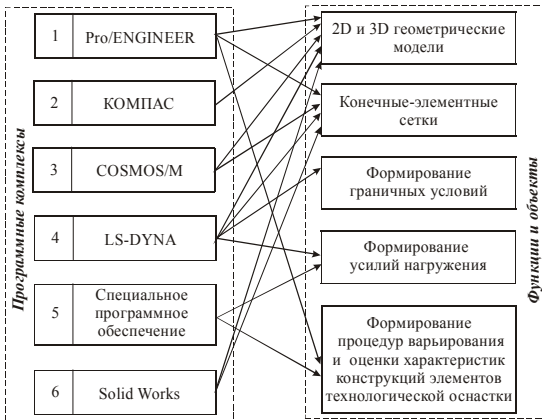 Программные комплексы
1 Pro/ENGINEER
2 КОМПАС
3 COSMOS/M
4 LS-DYNA
5 Специальное
программное
обеспечение
6 Solid Works
2D и 3D геометрические
модели
Конечные-элементные
сетки
Формирование
граничных условий
Формирование
усилий нагружения
Формирование
процедур варьирования
и оценки характеристик
конструкций элементов
технологической оснастки
Функции и объекты